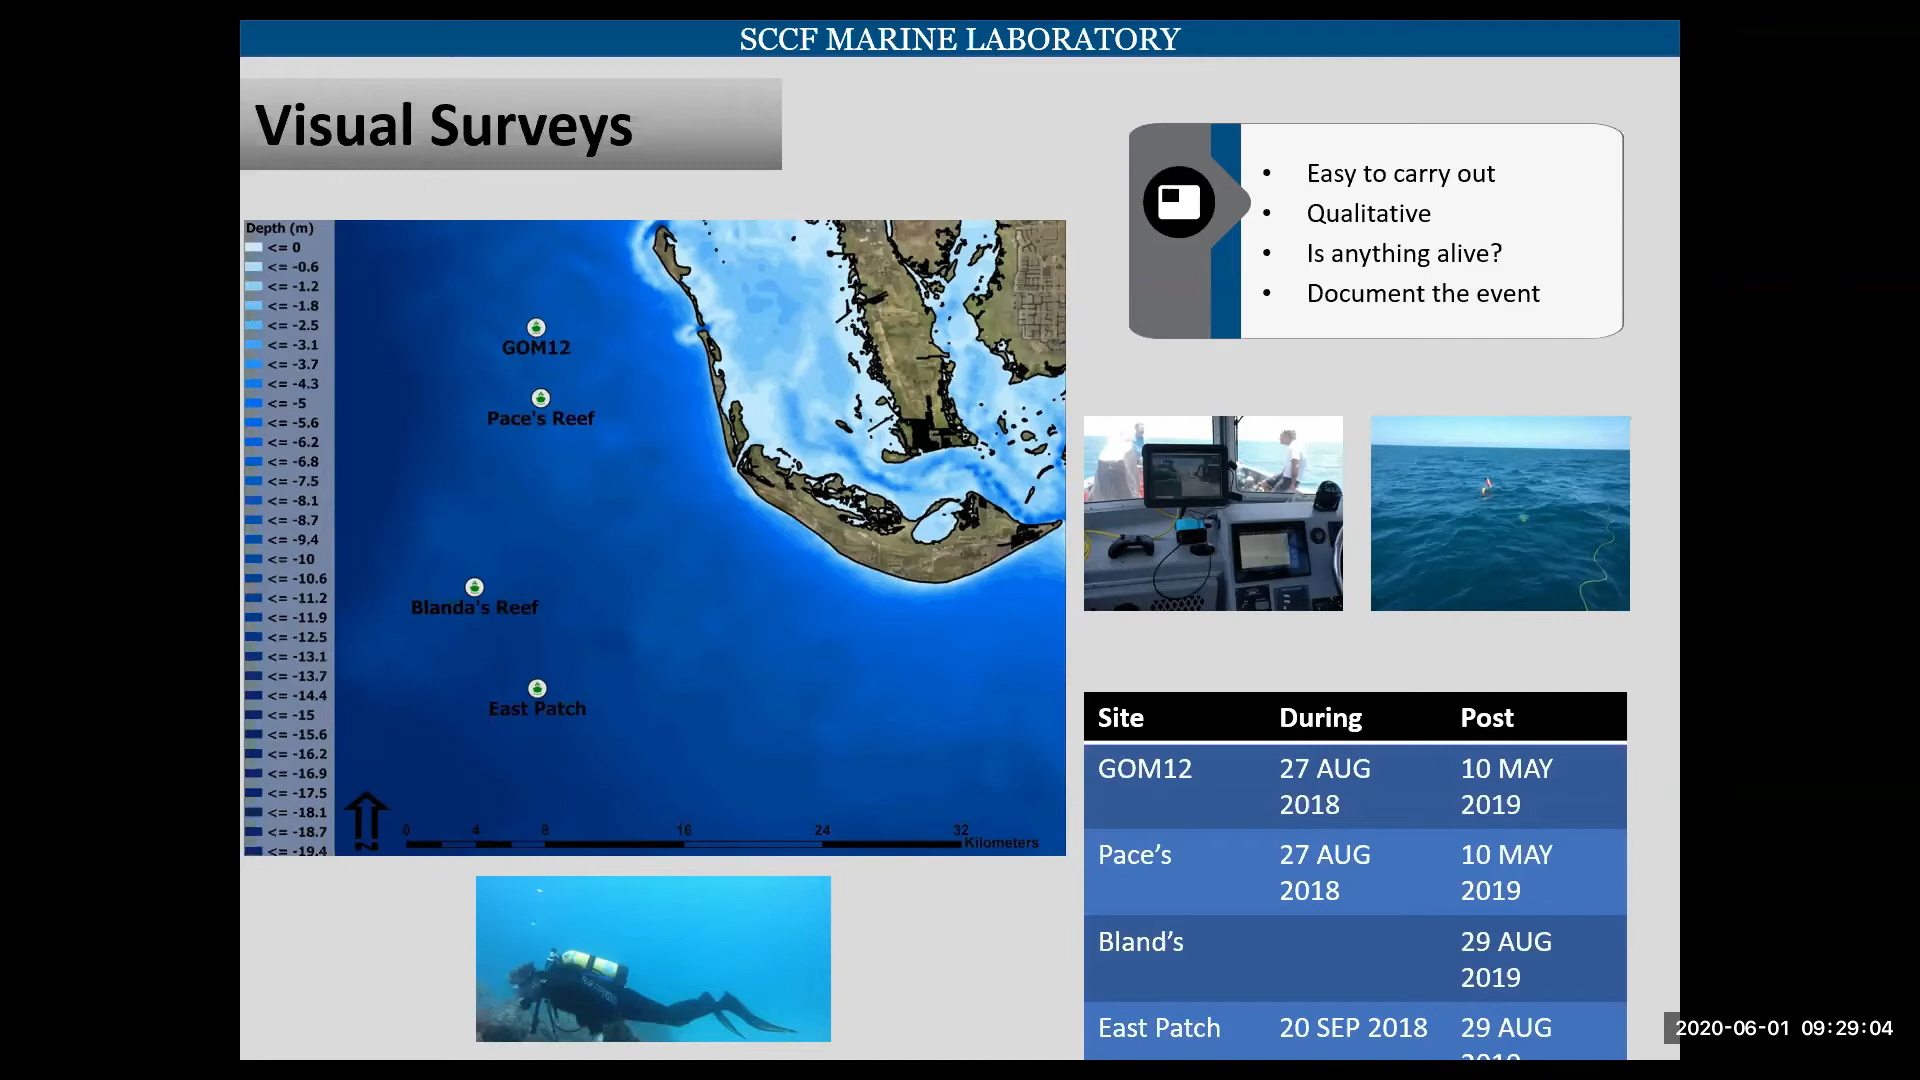 SCCF MARINE LABORATORY
Visual Surveys
• Easy to carry out
• Qualitative
• Is anything alive?
• Document the event
Depth (m)
<= 0
<= -0.6
<= -1.2
<= -1.8
<= -2.5
<= -3.1
<= -3.7
<= -4.3
<= -5
<= -5.6
<= -6.2
<= -6.8
<= -7.5
<= -8.1
<= -8.7
<= -9.4
<= -10
<= -10.6
<= -11.2
<= -11.9
<= -12.5
<= -13.1
<= -13.7
<= -14.4
<= -15
<= -15.6
<= -16.2
<= -16.9
<= -17.5
<= -18.1
<= -18.7
<= -19.4
GOM12
Pace's Reef
Blanda's Reef
East Patch
N
0 4 8 16 24 32
Kilometers
Site During Post
GOM12 27 AUG 10 MAY
2018 2019
Pace’s 27 AUG 10 MAY
2018 2019
Bland’s 29 AUG
2019
East Patch 20 SEP 2018 29 AUG
2019
2020-06-01 09:29:04